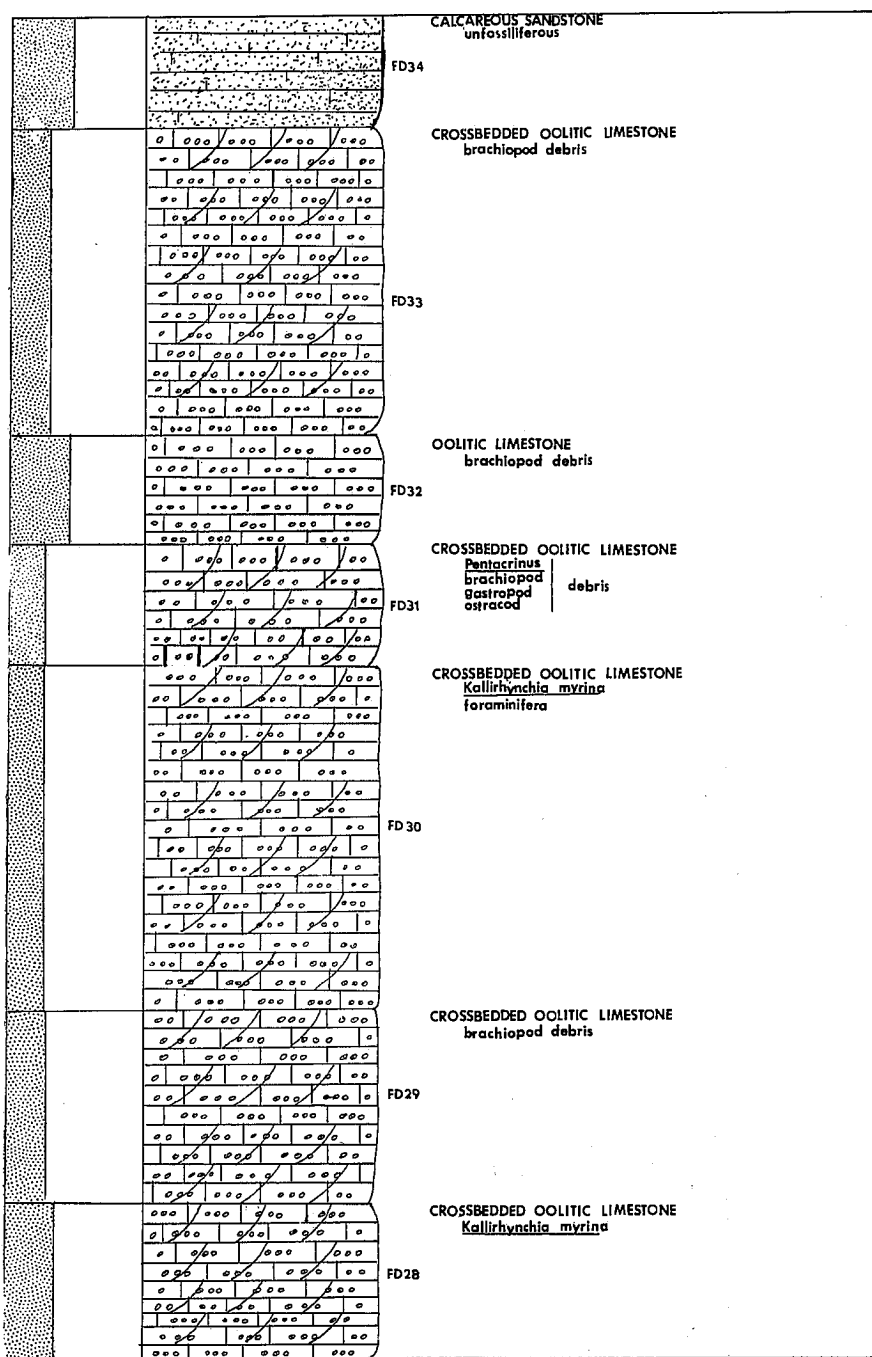 CALCAREOUS SANDSTONE
unfossiliferous
FD34
CROSSBEDDED OOLITIC LIMESTONE
brachiopod debris
FD33
OOLITIC LIMESTONE
brachiopod debris
FD32
CROSSBEDDED OOLITIC LIMESTONE
Pentacrinus
brachiopod
gastropod
ostracod
debris
FD31
CROSSBEDDED OOLITIC LIMESTONE
Kallirhynchia myrina
foraminifera
FD30
CROSSBEDDED OOLITIC LIMESTONE
brachiopod debris
FD29
CROSSBEDDED OOLITIC LIMESTONE
Kallirhynchia myrina
FD28